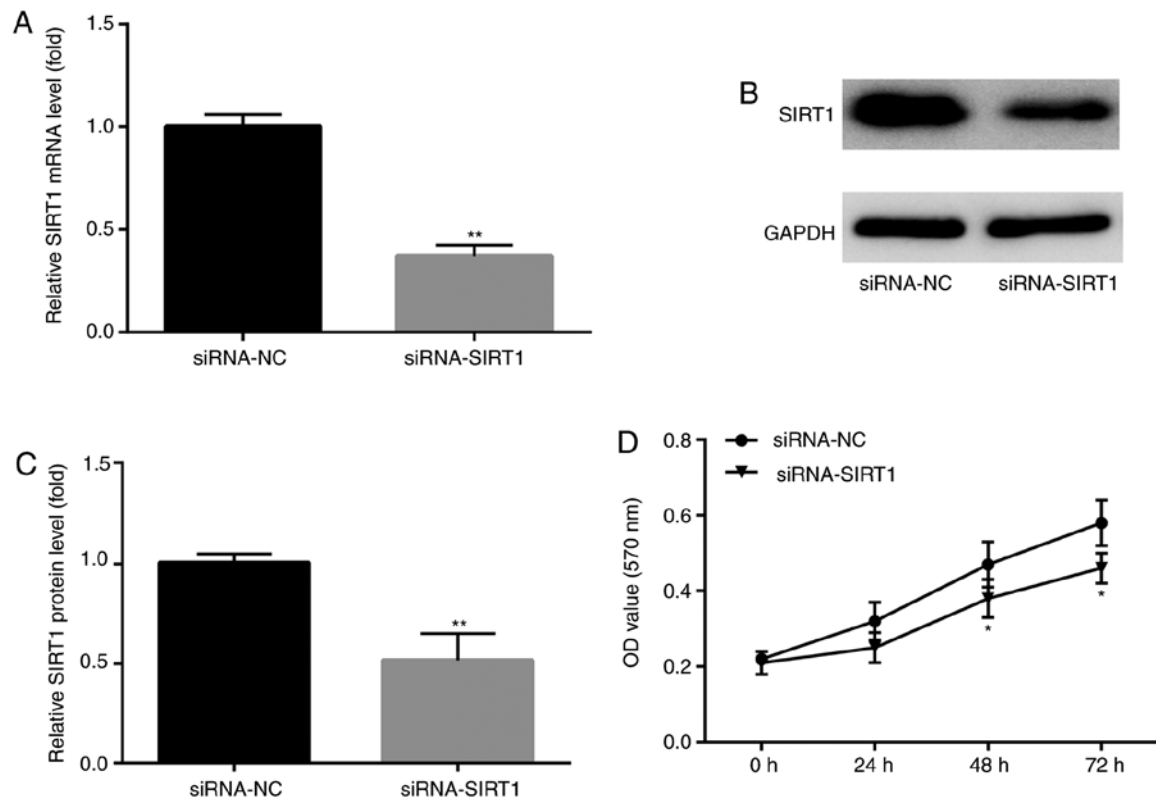 A
Relative SIRT1 mRNA level (fold)
1.5
1.0
0.5
0.0
**
siRNA-NC
siRNA-SIRT1
B
SIRT1
GAPDH
siRNA-NC
siRNA-SIRT1
C
Relative SIRT1 protein level (fold)
1.5
1.0
0.5
0.0
**
siRNA-NC
siRNA-SIRT1
D
siRNA-NC
siRNA-SIRT1
OD value (570 nm)
0.8
0.6
0.4
0.2
0.0
*
*
0 h
24 h
48 h
72 h